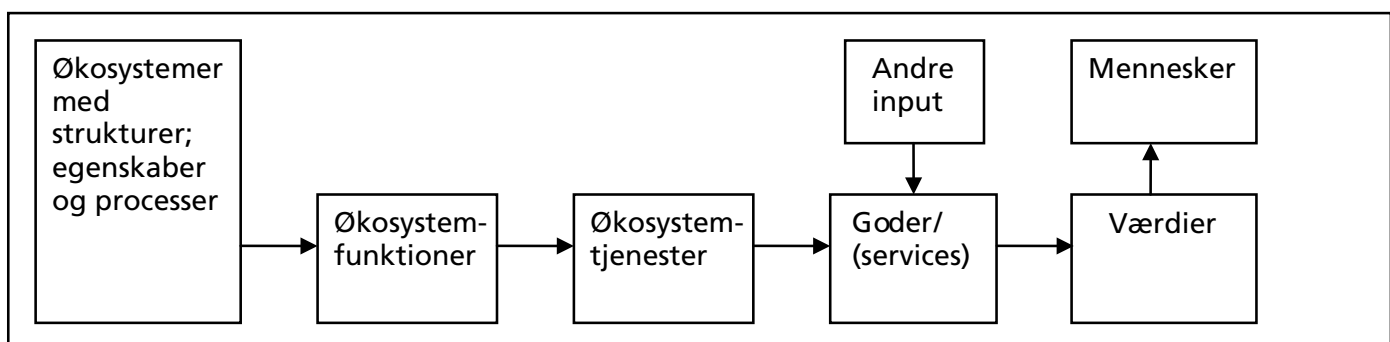 Økosystemer
med
strukturer;
egenskaber
og processer
Økosystem-
funktioner
Økosystem-
tjenester
Andre
input
Goder/
(services)
Mennesker
Værdier